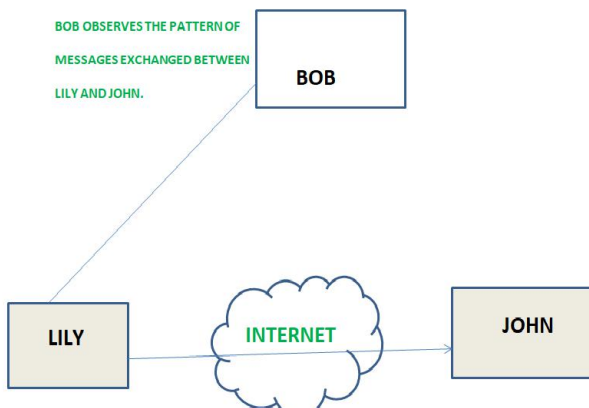 BOB OBSERVES THE PATTERN OF
MESSAGES EXCHANGED BETWEEN
LILY AND JOHN.
BOB
LILY
INTERNET
JOHN